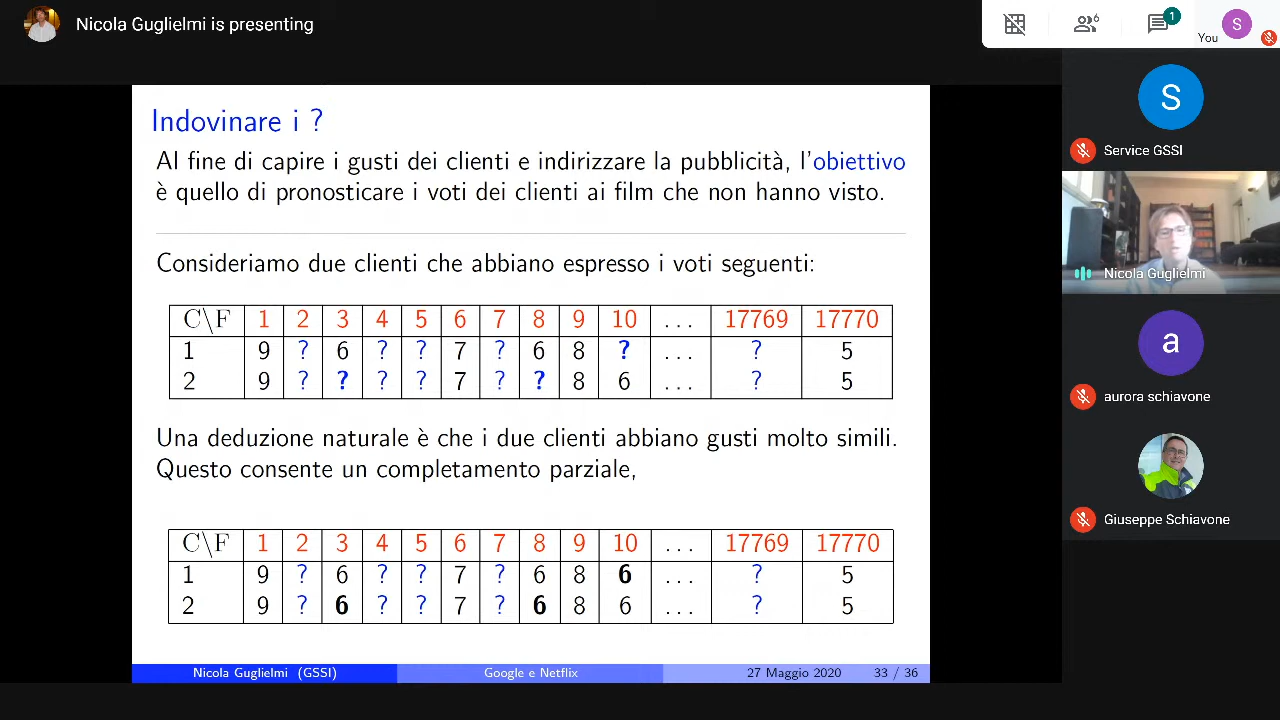 Nicola Guglielmi is presenting
6
1
You
S
Indovinare i ?
Al fine di capire i gusti dei clienti e indirizzare la pubblicità, l'obiettivo
è quello di pronosticare i voti dei clienti ai film che non hanno visto.
Consideriamo due clienti che abbiano espresso i voti seguenti:
C\F 1 2 3 4 5 6 7 8 9 10 ... 17769 17770
1 9 ? 6 ? ? 7 ? 6 8 ? ... ? 5
2 9 ? ? ? ? 7 ? ? 8 6 ... ? 5
Una deduzione naturale è che i due clienti abbiano gusti molto simili.
Questo consente un completamento parziale,
C\F 1 2 3 4 5 6 7 8 9 10 ... 17769 17770
1 9 ? 6 ? ? 7 ? 6 8 6 ... ? 5
2 9 ? 6 ? ? 7 ? 6 8 6 ... ? 5
Nicola Guglielmi (GSSI) Google e Netflix 27 Maggio 2020 33 / 36
S
Service GSSI
Nicola Guglielmi
a
aurora schiavone
Giuseppe Schiavone